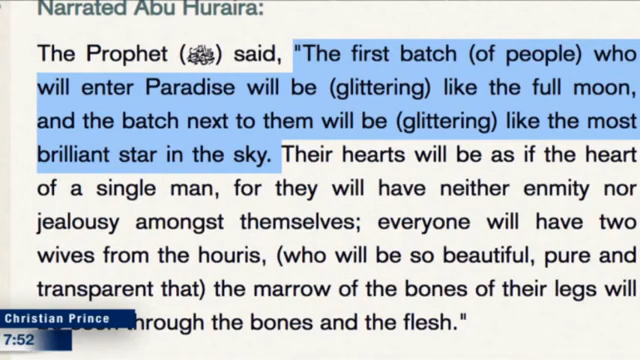 Narrated Abu Huraira:
The Prophet (ﷺ) said, "The first batch (of people) who
will enter Paradise will be (glittering) like the full moon,
and the batch next to them will be (glittering) like the most
brilliant star in the sky. Their hearts will be as if the heart
of a single man, for they will have neither enmity nor
jealousy amongst themselves; everyone will have two
wives from the houris, (who will be so beautiful, pure and
transparent that) the marrow of the bones of their legs will
through the bones and the flesh."
Christian Prince
7:52